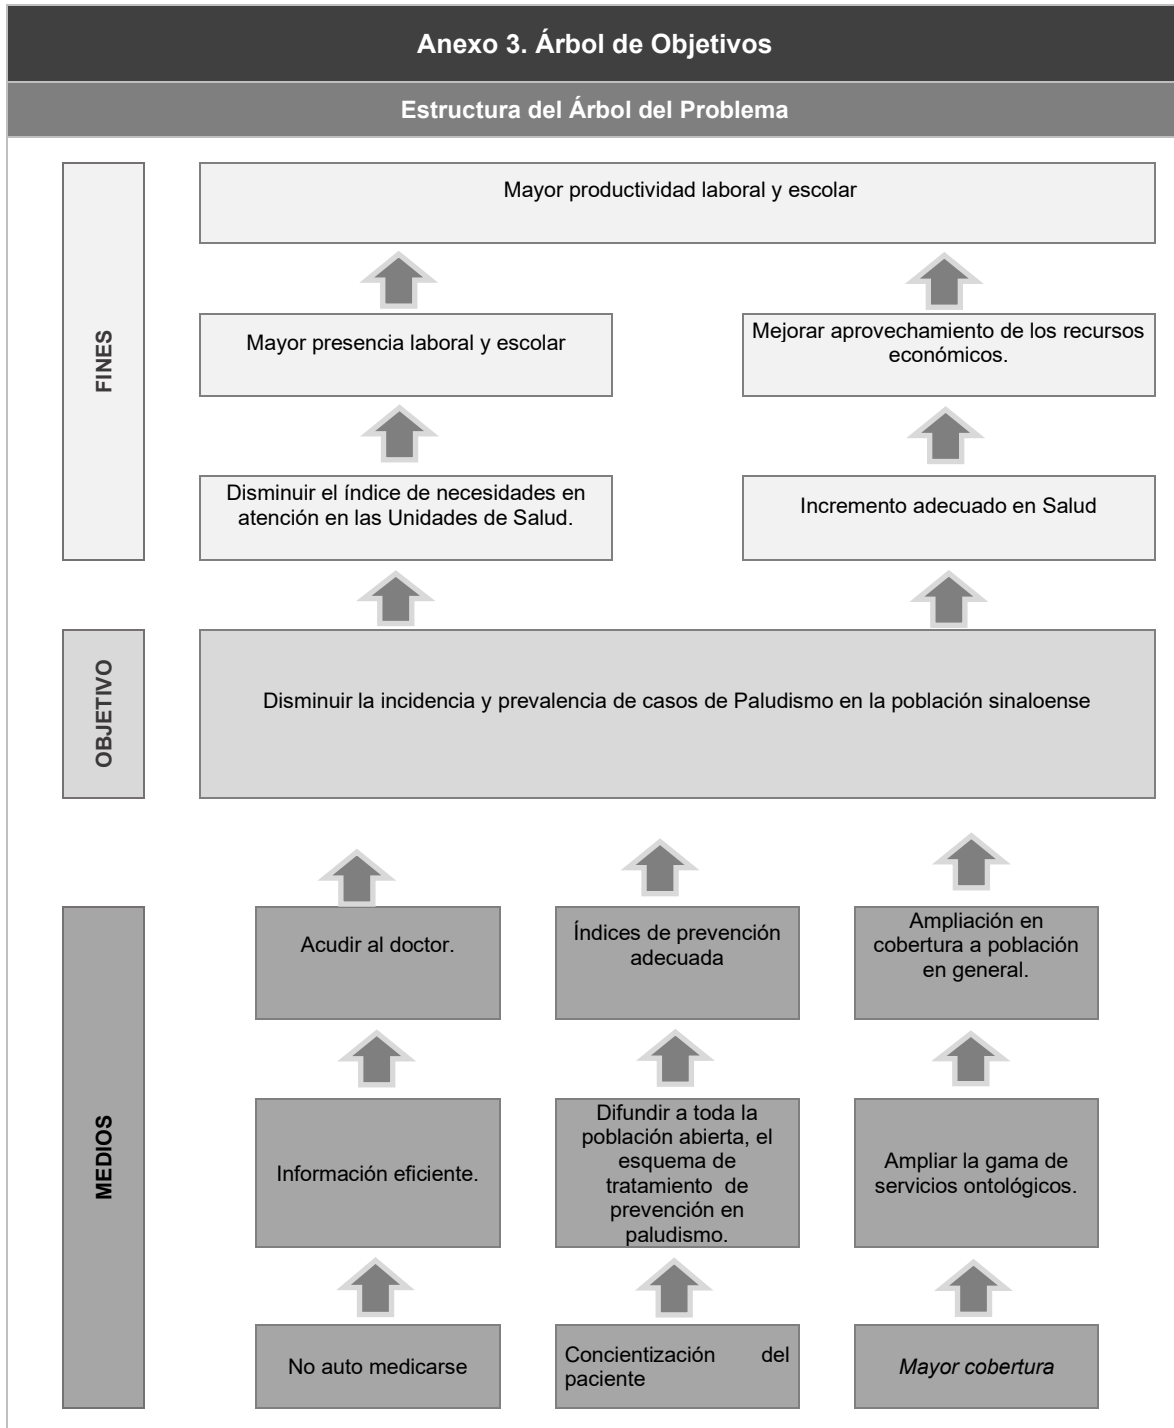 Anexo 3. Árbol de Objetivos
Estructura del Árbol del Problema
FINES
Mayor productividad laboral y escolar
Mayor presencia laboral y escolar
Mejorar aprovechamiento de los recursos
económicos.
Disminuir el índice de necesidades en
atención en las Unidades de Salud.
Incremento adecuado en Salud
OBJETIVO
Disminuir la incidencia y prevalencia de casos de Paludismo en la población sinaloense
MEDIOS
Acudir al doctor.
Índices de prevención
adecuada
Ampliación en
cobertura a población
en general.
Información eficiente.
Difundir a toda la
población abierta, el
esquema de
tratamiento de
prevención en
paludismo.
Ampliar la gama de
servicios ontológicos.
No auto medicarse
Concientización del
paciente
Mayor cobertura